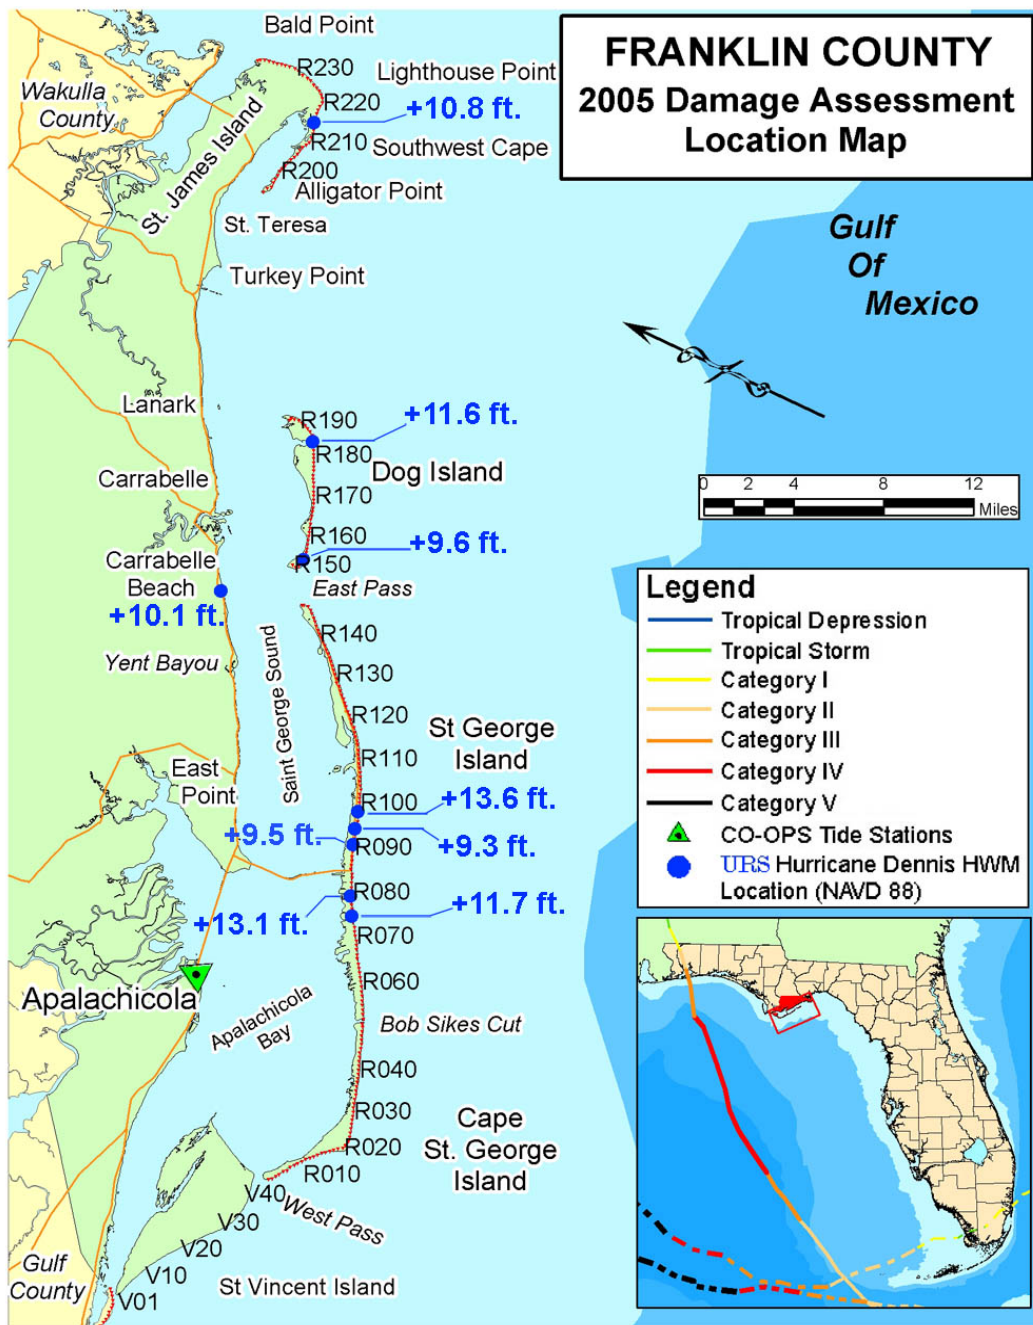 FRANKLIN COUNTY
2005 Damage Assessment
Location Map
Bald Point
R230
Lighthouse Point
Wakulla
County
R220
+10.8 ft.
R210
Southwest Cape
St. James Island
R200
Alligator Point
St. Teresa
Gulf
Of
Mexico
Turkey Point
Lanark
R190
+11.6 ft.
R180
Dog Island
Carrabelle
R170
0 2 4 8 12
Miles
R160
+9.6 ft.
Carrabelle
Beach
R150
East Pass
+10.1 ft.
R140
Yent Bayou
Saint George Sound
R130
R120
St George
Island
R110
East
Point
R100
+13.6 ft.
+9.5 ft.
R090
+9.3 ft.
R080
+13.1 ft.
+11.7 ft.
R070
R060
Apalachicola
Apalachicola
Bay
Bob Sikes Cut
R040
R030
Cape
St. George
Island
R020
R010
V40
West Pass
V30
V20
Gulf
County
V10
St Vincent Island
V01
Legend
Tropical Depression
Tropical Storm
Category I
Category II
Category III
Category IV
Category V
CO-OPS Tide Stations
URS Hurricane Dennis HWM
Location (NAVD 88)